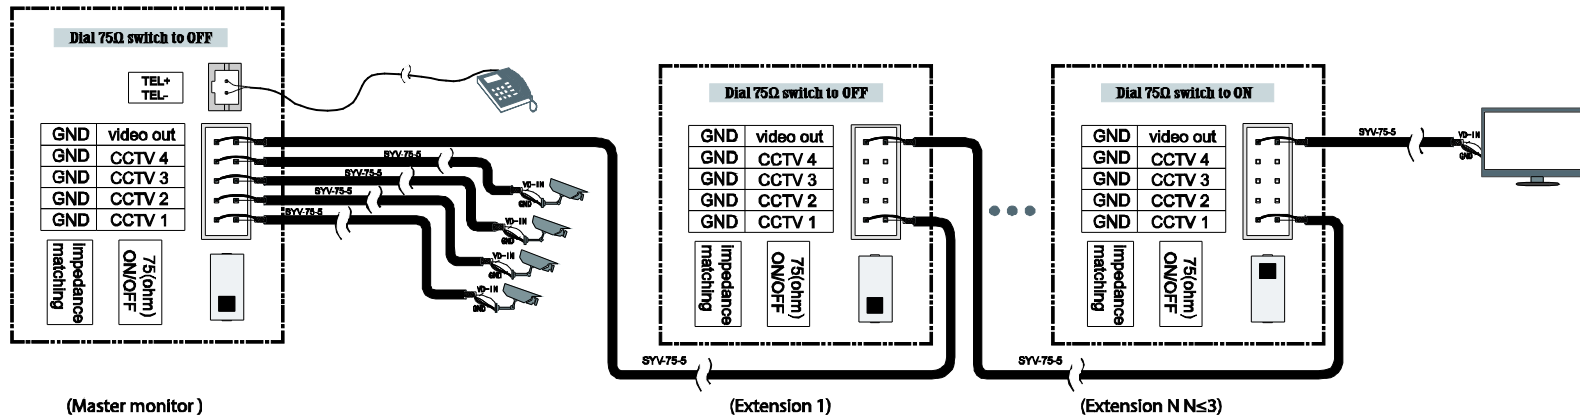 Dial 75Ω switch to OFF
TEL+
TEL-
GND video out
GND CCTV 4
GND CCTV 3
GND CCTV 2
GND CCTV 1
Impedance
matching
75(ohm)
ON/OFF
SYV-75-5
SYV-75-5
SYV-75-5
SYV-75-5
VD-IN
GND
VD-IN
GND
VD-IN
GND
VD-IN
GND
(Master monitor )
Dial 75Ω switch to OFF
GND video out
GND CCTV 4
GND CCTV 3
GND CCTV 2
GND CCTV 1
Impedance
matching
75(ohm)
ON/OFF
SYV-75-5
(Extension 1)
Dial 75Ω switch to ON
GND video out
GND CCTV 4
GND CCTV 3
GND CCTV 2
GND CCTV 1
Impedance
matching
75(ohm)
ON/OFF
SYV-75-5
SYV-75-5
VD-IN
GND
(Extension N N≤3)